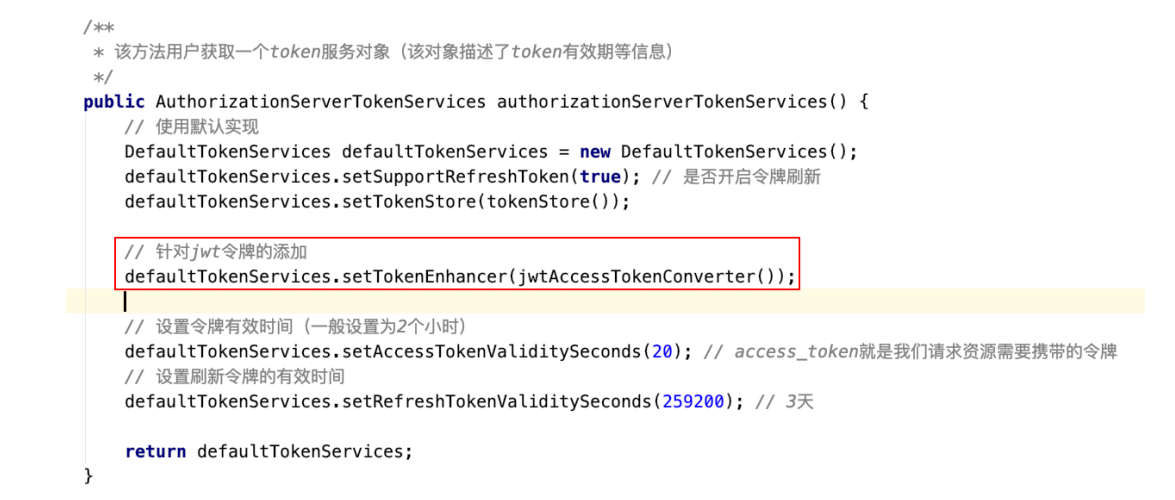 /**
 * 该方法用户获取一个token服务对象（该对象描述了token有效期等信息）
 */
public AuthorizationServerTokenServices authorizationServerTokenServices() {
    // 使用默认实现
    DefaultTokenServices defaultTokenServices = new DefaultTokenServices();
    defaultTokenServices.setSupportRefreshToken(true); // 是否开启令牌刷新
    defaultTokenServices.setTokenStore(tokenStore());
    // 针对jwt令牌的添加
    defaultTokenServices.setTokenEnhancer(jwtAccessTokenConverter());
    // 设置令牌有效时间（一般设置为2个小时）
    defaultTokenServices.setAccessTokenValiditySeconds(20); // access_token就是我们请求资源需要携带的令牌
    // 设置刷新令牌的有效时间
    defaultTokenServices.setRefreshTokenValiditySeconds(259200); // 3天
    return defaultTokenServices;
}